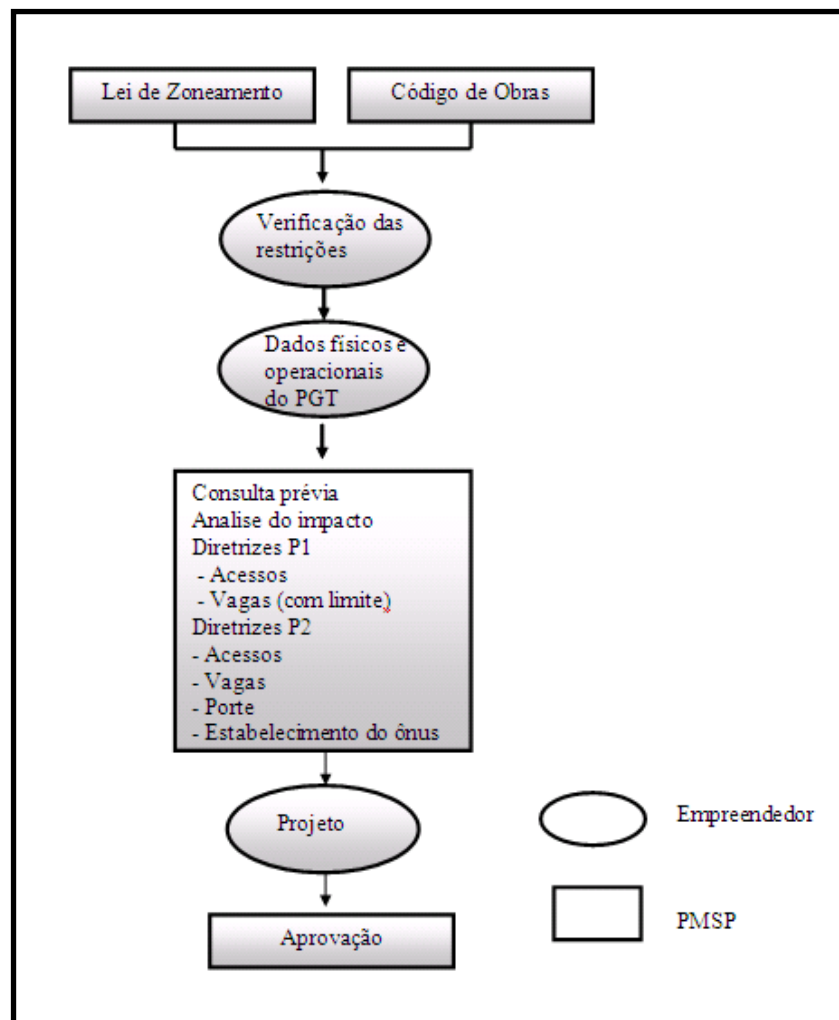 Lei de Zoneamento
Código de Obras
Verificação das
restrições
Dados físicos e
operacionais
do PGT
Consulta prévia
Analise do impacto
Diretrizes P1
- Acessos
- Vagas (com limite)
Diretrizes P2
- Acessos
- Vagas
- Porte
- Estabelecimento do ônus
Projeto
Empreendedor
Aprovação
PMSP